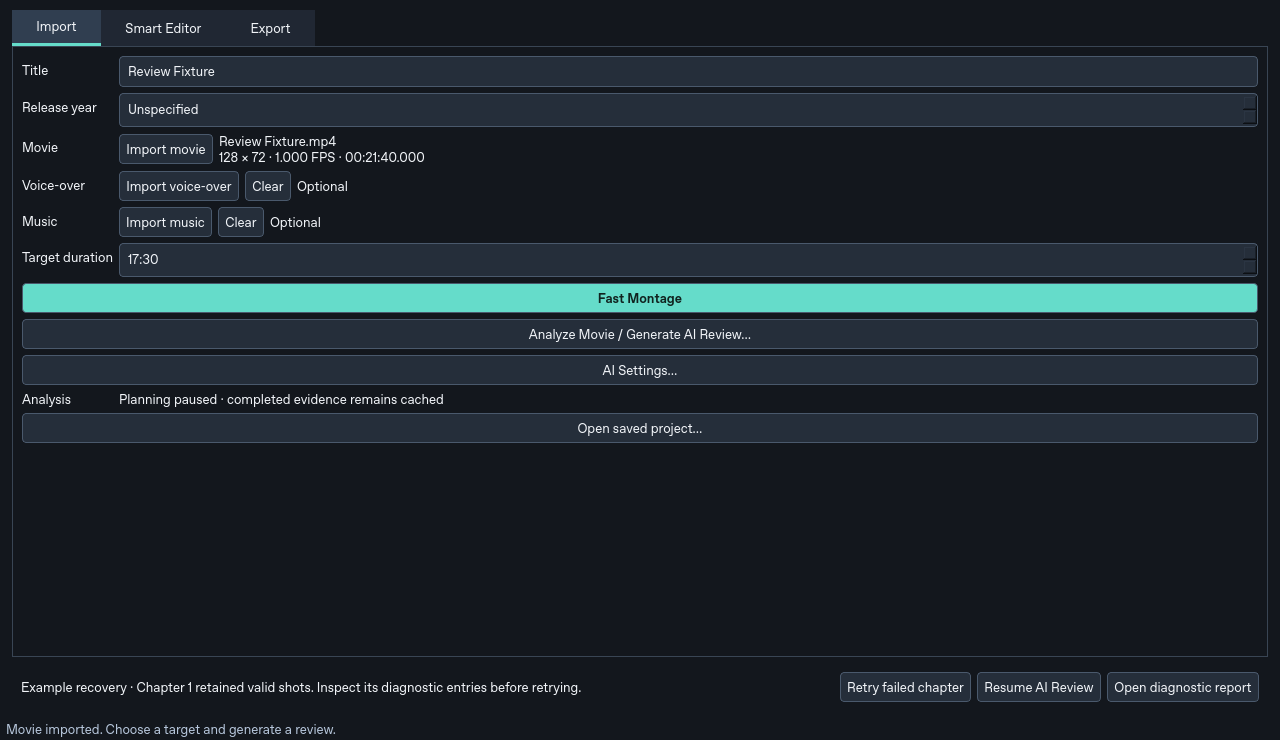 Import Smart Editor Export
Title Review Fixture
Release year Unspecified
Movie Import movie Review Fixture.mp4
128 × 72 · 1.000 FPS · 00:21:40.000
Voice-over Import voice-over Clear Optional
Music Import music Clear Optional
Target duration 17:30
Fast Montage
Analyze Movie / Generate AI Review...
AI Settings...
Analysis Planning paused · completed evidence remains cached
Open saved project...
Example recovery · Chapter 1 retained valid shots. Inspect its diagnostic entries before retrying. Retry failed chapter Resume AI Review Open diagnostic report
Movie imported. Choose a target and generate a review.